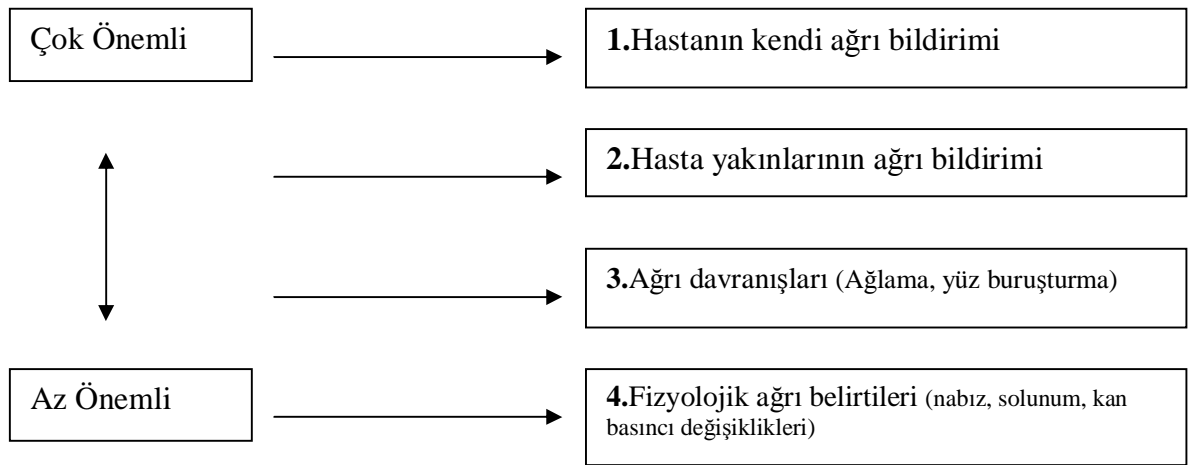 Çok Önemli
1.Hastanın kendi ağrı bildirimi
2.Hasta yakınlarının ağrı bildirimi
3.Ağrı davranışları (Ağlama, yüz buruşturma)
Az Önemli
4.Fizyolojik ağrı belirtileri (nabız, solunum, kan
basıncı değişiklikleri)